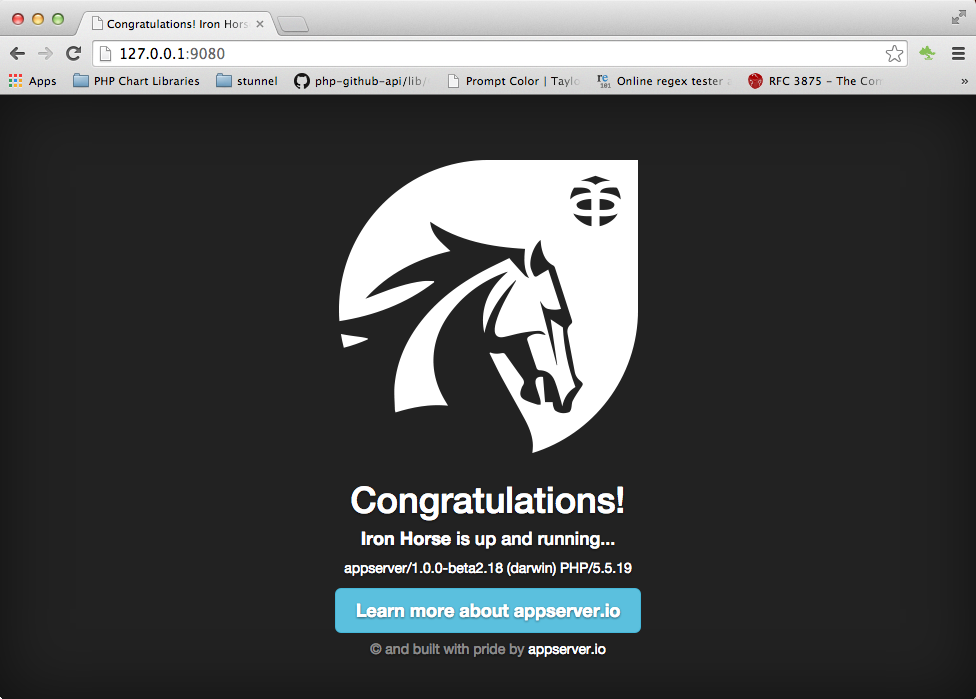 Congratulations! Iron Hors
127.0.0.1:9080
Apps PHP Chart Libraries stunnel php-github-api/lib/ Prompt Color | Taylo re 101 Online regex tester RFC 3875 – The Com »
Congratulations!
Iron Horse is up and running...
appserver/1.0.0-beta2.18 (darwin) PHP/5.5.19
Learn more about appserver.io
© and built with pride by appserver.io